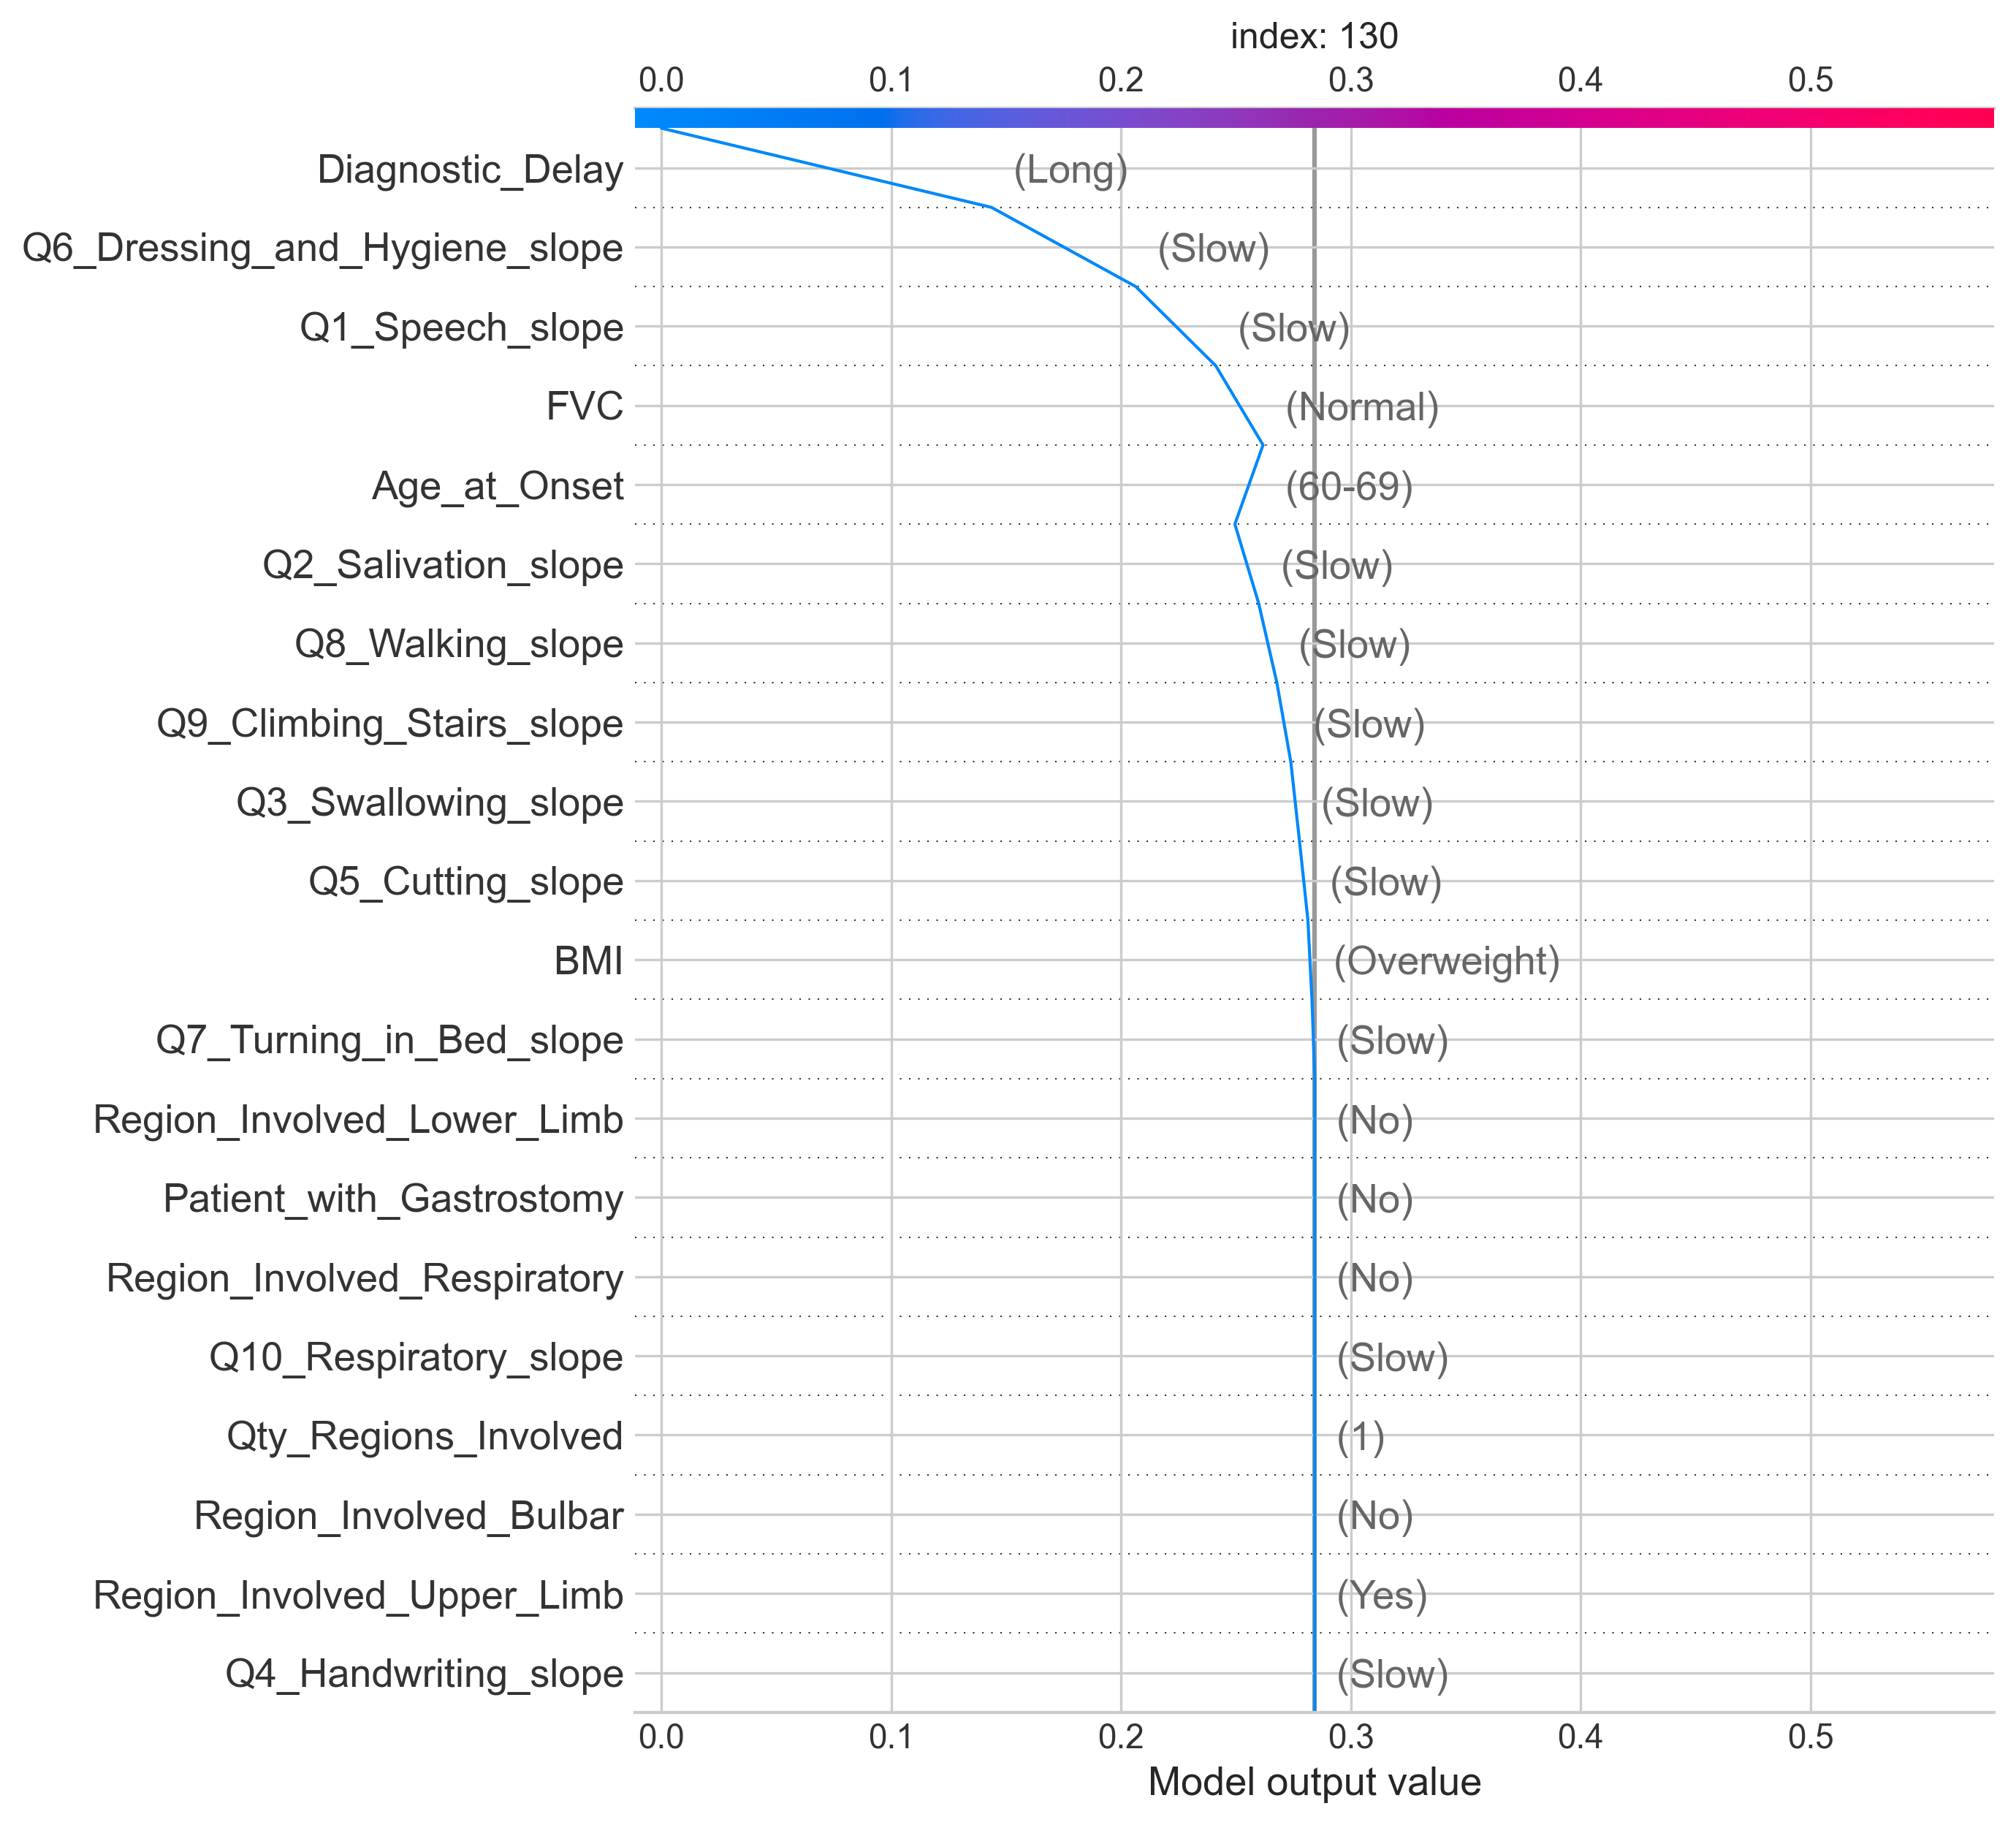 index: 130
0.0 0.1 0.2 0.3 0.4 0.5
Diagnostic_Delay (Long)
Q6_Dressing_and_Hygiene_slope (Slow)
Q1_Speech_slope (Slow)
FVC (Normal)
Age_at_Onset (60-69)
Q2_Salivation_slope (Slow)
Q8_Walking_slope (Slow)
Q9_Climbing_Stairs_slope (Slow)
Q3_Swallowing_slope (Slow)
Q5_Cutting_slope (Slow)
BMI (Overweight)
Q7_Turning_in_Bed_slope (Slow)
Region_Involved_Lower_Limb (No)
Patient_with_Gastrostomy (No)
Region_Involved_Respiratory (No)
Q10_Respiratory_slope (Slow)
Qty_Regions_Involved (1)
Region_Involved_Bulbar (No)
Region_Involved_Upper_Limb (Yes)
Q4_Handwriting_slope (Slow)
0.0 0.1 0.2 0.3 0.4 0.5
Model output value